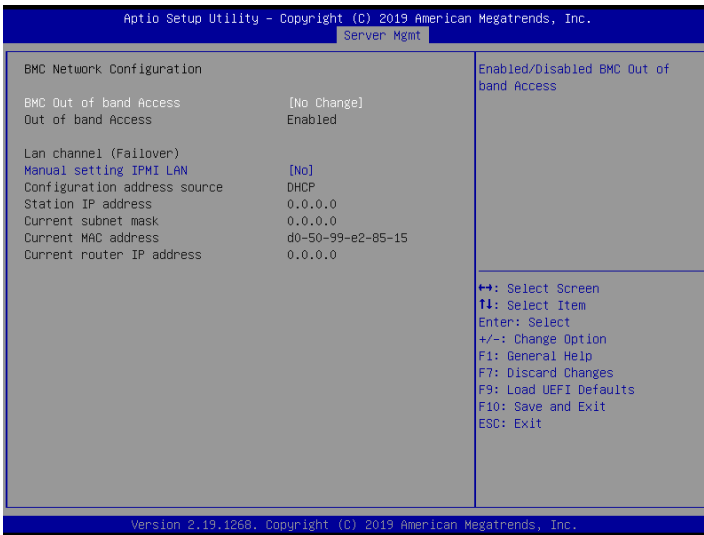 Aptio Setup Utility – Copyright (C) 2019 American Megatrends, Inc.
Server Mgmt
BMC Network Configuration
BMC Out of band Access [No Change]
Out of band Access Enabled
Lan channel (Failover)
Manual setting IPMI LAN [No]
Configuration address source DHCP
Station IP address 0.0.0.0
Current subnet mask 0.0.0.0
Current MAC address d0-50-99-e2-85-15
Current router IP address 0.0.0.0
Enabled/Disabled BMC Out of
band Access
↔: Select Screen
↑↓: Select Item
Enter: Select
+/-: Change Option
F1: General Help
F7: Discard Changes
F9: Load UEFI Defaults
F10: Save and Exit
ESC: Exit
Version 2.19.1268. Copyright (C) 2019 American Megatrends, Inc.